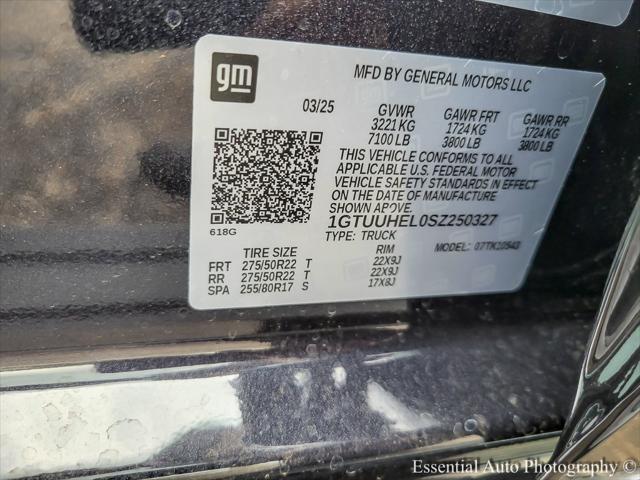 gm
MFD BY GENERAL MOTORS LLC
03/25 GVWR GAWR FRT GAWR RR
3221 KG 1724 KG 1724 KG
7100 LB 3800 LB 3800 LB
THIS VEHICLE CONFORMS TO ALL
APPLICABLE U.S. FEDERAL MOTOR
VEHICLE SAFETY STANDARDS IN EFFECT
ON THE DATE OF MANUFACTURE
SHOWN ABOVE.
1GTUUHEL0SZ250327
618G
TYPE: TRUCK MODEL: 07TK10543
TIRE SIZE RIM
FRT 275/50R22 T 22X9J
RR 275/50R22 T 22X9J
SPA 255/80R17 S 17X8J
Essential Auto Photography ©